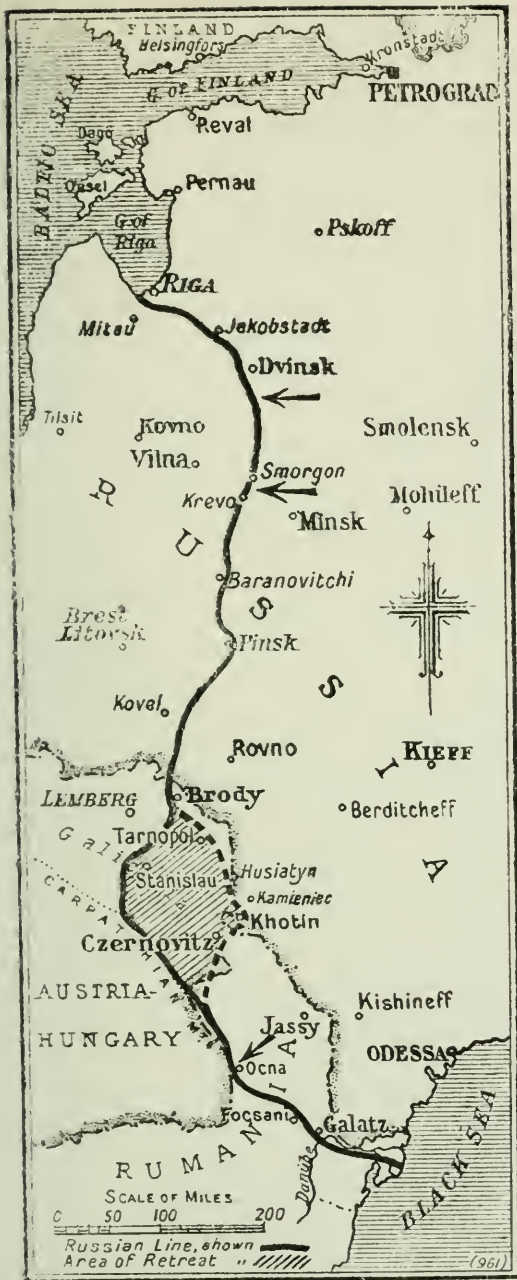 FINLAND
Helsingfors
Kronstadt
PETROGRAD
G. OF FINLAND
BALTIC SEA
Reval
Dago
Oesel
Pernau
G. of
Riga
Pskoff
RIGA
Mitau
Jakobstadt
Dvinsk
Tilsit
Kovno
Smolensk
Vilna
Smorgon
Krevo
Mohileff
Minsk
RUSSIA
Baranovitchi
Brest
Litovsk
Pinsk
Kovel
Rovno
KIEFF
LEMBERG
Brody
Berditcheff
Gali
Tarnopol
Stanislau
Husiatyn
Kamieniec
Khotin
CARPATHIAN MTS
Czernovitz
AUSTRIA-
HUNGARY
Kishineff
Jassy
ODESSA
Ocna
Focsani
Galatz
RUMANIA
Danube
BLACK SEA
SCALE OF MILES
0 50 100 200
Russian Line, shown
Area of Retreat "
(961)